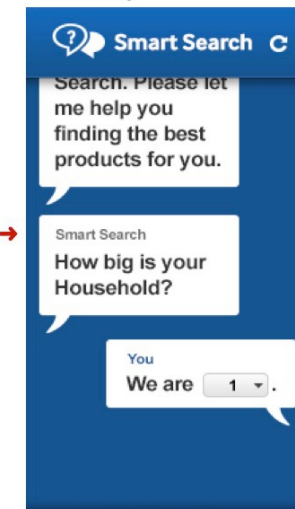 Smart Search
Search. Please let
me help you
finding the best
products for you.
Smart Search
How big is your
Household?
You
We are 1 .